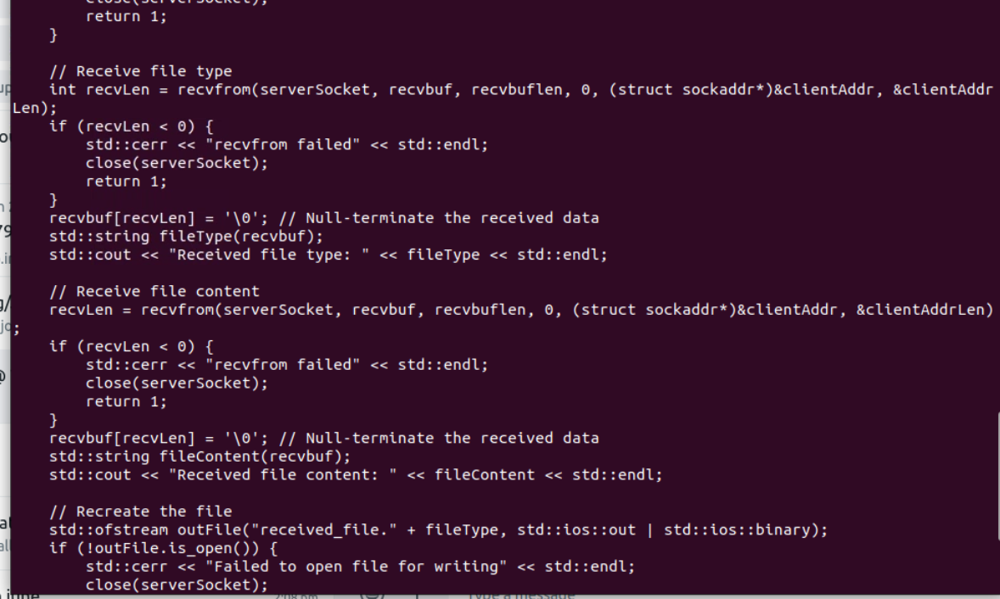 close(serverSocket);
return 1;
}
// Receive file type
int recvLen = recvfrom(serverSocket, recvbuf, recvbuflen, 0, (struct sockaddr*)&clientAddr, &clientAddr
Len);
if (recvLen < 0) {
std::cerr << "recvfrom failed" << std::endl;
close(serverSocket);
return 1;
}
recvbuf[recvLen] = '\0'; // Null-terminate the received data
std::string fileType(recvbuf);
std::cout << "Received file type: " << fileType << std::endl;
// Receive file content
recvLen = recvfrom(serverSocket, recvbuf, recvbuflen, 0, (struct sockaddr*)&clientAddr, &clientAddrLen)
;
if (recvLen < 0) {
std::cerr << "recvfrom failed" << std::endl;
close(serverSocket);
return 1;
}
recvbuf[recvLen] = '\0'; // Null-terminate the received data
std::string fileContent(recvbuf);
std::cout << "Received file content: " << fileContent << std::endl;
// Recreate the file
std::ofstream outFile("received_file." + fileType, std::ios::out | std::ios::binary);
if (!outFile.is_open()) {
std::cerr << "Failed to open file for writing" << std::endl;
close(serverSocket);
Type a message